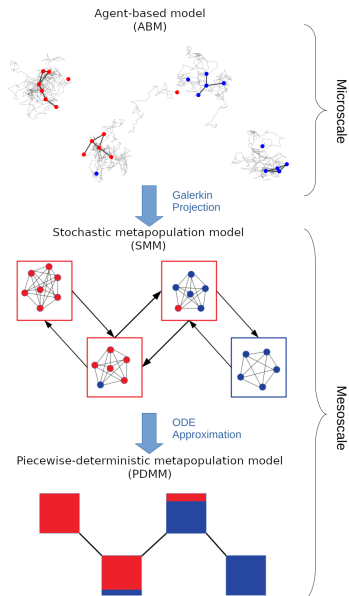 Agent-based model
(ABM)
Microscale
Galerkin
Projection
Stochastic metapopulation model
(SMM)
Mesoscale
ODE
Approximation
Piecewise-deterministic metapopulation model
(PDMM)